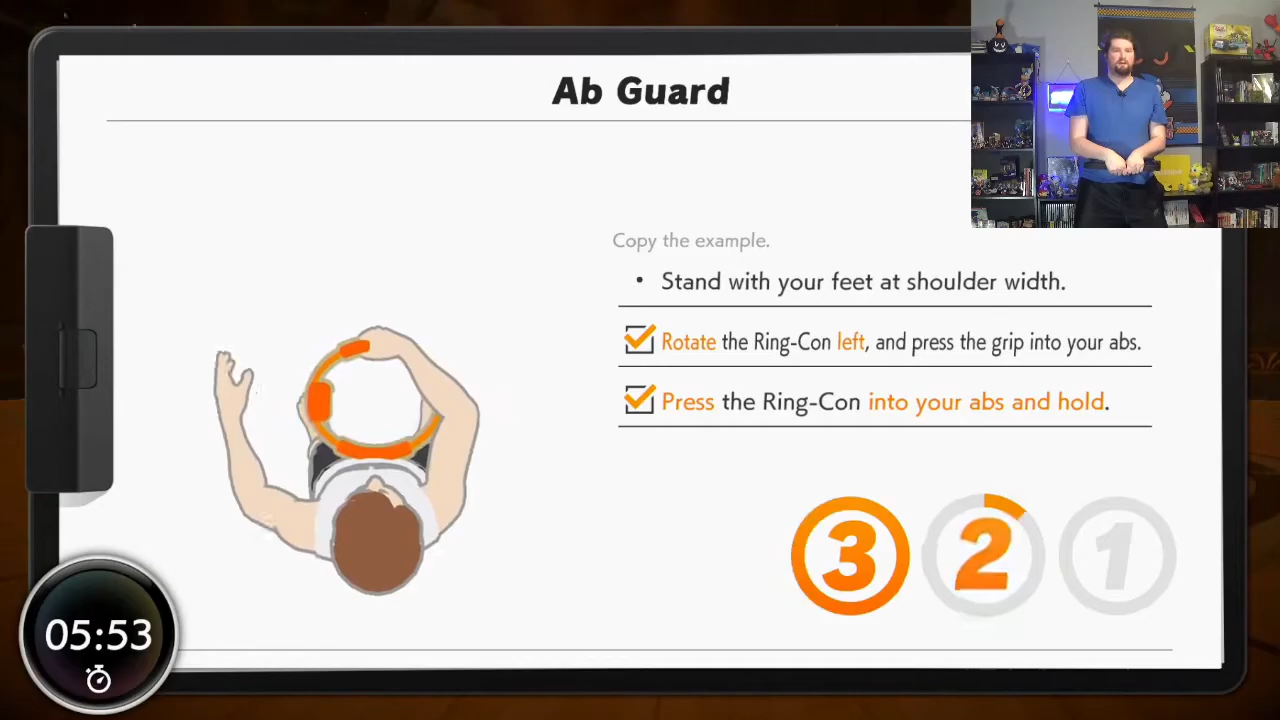 Ab Guard
Copy the example.
• Stand with your feet at shoulder width.
Rotate the Ring-Con left, and press the grip into your abs.
Press the Ring-Con into your abs and hold.
3 2 1
05:53